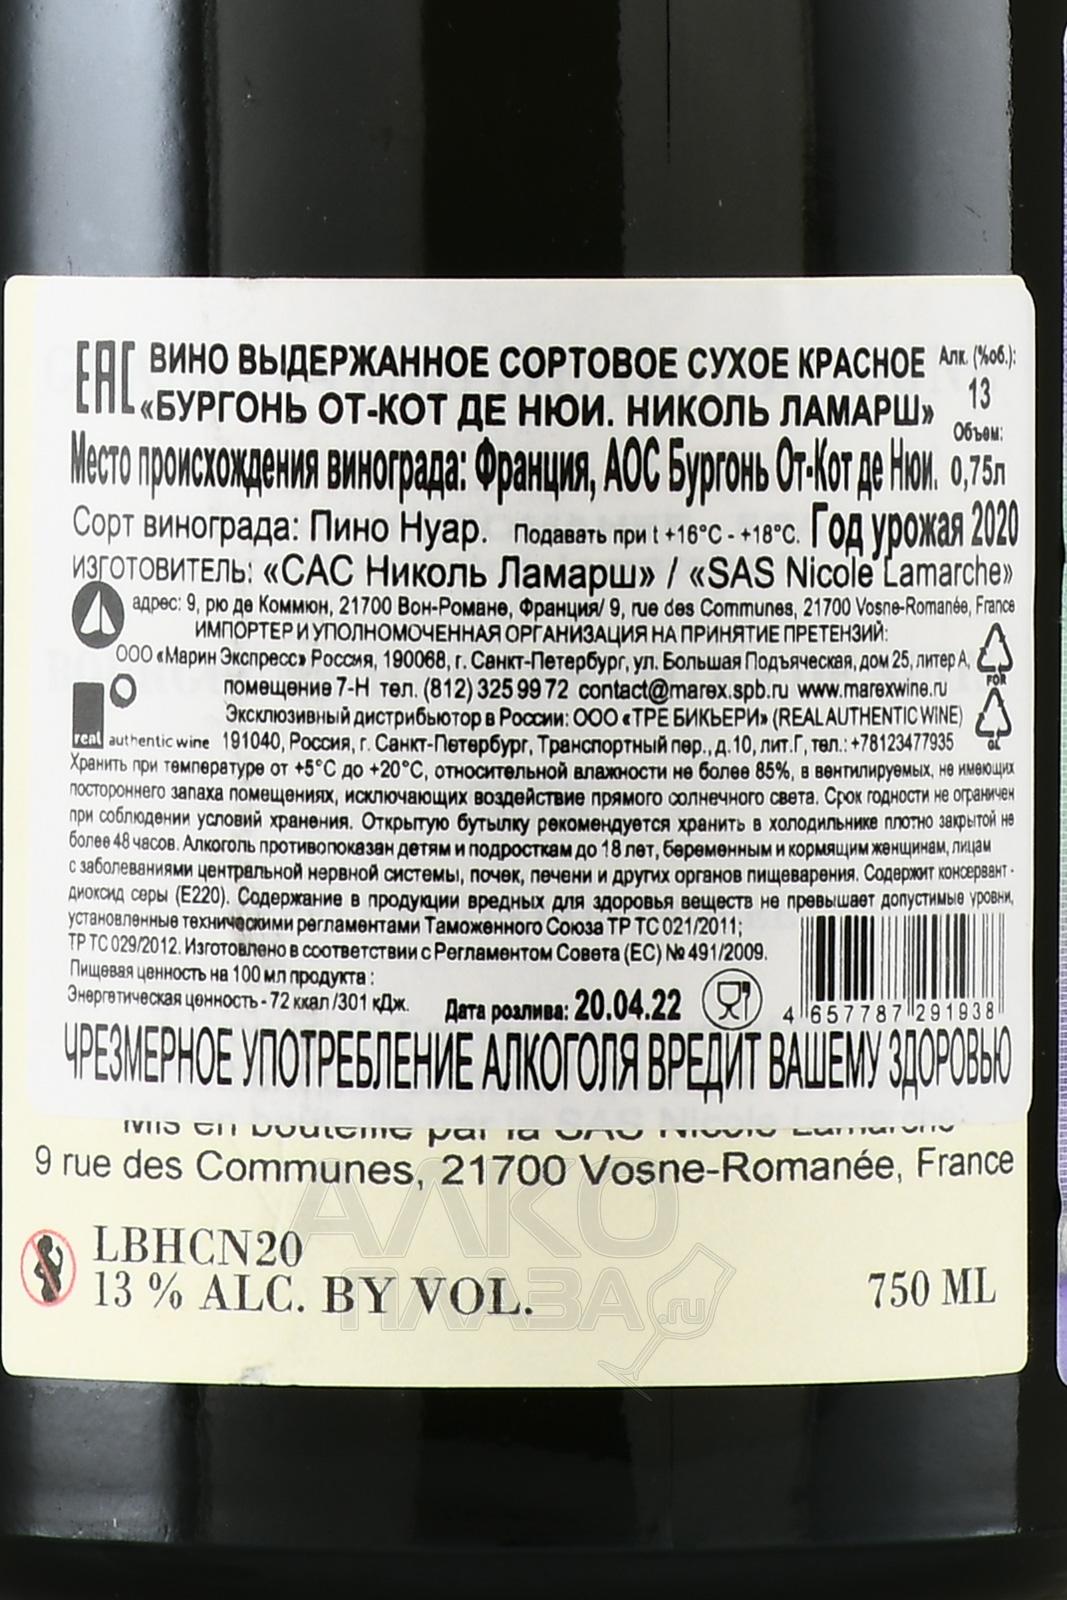 ЕАС ВИНО ВЫДЕРЖАННОЕ СОРТОВОЕ СУХОЕ КРАСНОЕ Алк. (%об.):
«БУРГОНЬ ОТ-КОТ ДЕ НЮИ. НИКОЛЬ ЛАМАРШ» 13
Объем:
Место происхождения винограда: Франция, АОС Бургонь От-Кот де Нюи. 0,75л
Сорт винограда: Пино Нуар. Подавать при t +16°C - +18°C. Год урожая 2020
ИЗГОТОВИТЕЛЬ: «САС Николь Ламарш» / «SAS Nicole Lamarche»
адрес: 9, рю де Коммюн, 21700 Вон-Романе, Франция/ 9, rue des Communes, 21700 Vosne-Romanée, France
ИМПОРТЕР И УПОЛНОМОЧЕННАЯ ОРГАНИЗАЦИЯ НА ПРИНЯТИЕ ПРЕТЕНЗИЙ:
ООО «Марин Экспресс» Россия, 190068, г. Санкт-Петербург, ул. Большая Подъяческая, дом 25, литер А,
FOR
помещение 7-Н тел. (812) 325 99 72 contact@marex.spb.ru www.marexwine.ru
Эксклюзивный дистрибьютор в России: ООО «ТРЕ БИКЬЕРИ» (REAL AUTHENTIC WINE)
real authentic wine 191040, Россия, г. Санкт-Петербург, Транспортный пер., д.10, лит.Г, тел.: +78123477935
GL
Хранить при температуре от +5°С до +20°С, относительной влажности не более 85%, в вентилируемых, не имеющих
постороннего запаха помещениях, исключающих воздействие прямого солнечного света. Срок годности не ограничен
при соблюдении условий хранения. Открытую бутылку рекомендуется хранить в холодильнике плотно закрытой не
более 48 часов. Алкоголь противопоказан детям и подросткам до 18 лет, беременным и кормящим женщинам, лицам
с заболеваниями центральной нервной системы, почек, печени и других органов пищеварения. Содержит консервант -
диоксид серы (Е220). Содержание в продукции вредных для здоровья веществ не превышает допустимые уровни,
установленные техническими регламентами Таможенного Союза ТР ТС 021/2011;
ТР ТС 029/2012. Изготовлено в соответствии с Регламентом Совета (ЕС) № 491/2009.
Пищевая ценность на 100 мл продукта :
Энергетическая ценность - 72 ккал /301 кДж. Дата розлива: 20.04.22
4 657787 291938
ЧРЕЗМЕРНОЕ УПОТРЕБЛЕНИЕ АЛКОГОЛЯ ВРЕДИТ ВАШЕМУ ЗДОРОВЬЮ
Mis en bouteille par la SAS Nicole Lamarche
9 rue des Communes, 21700 Vosne-Romanée, France
АЛКО
ПЛАЗА.ru
LBHCN20
13 % ALC. BY VOL. 750 ML